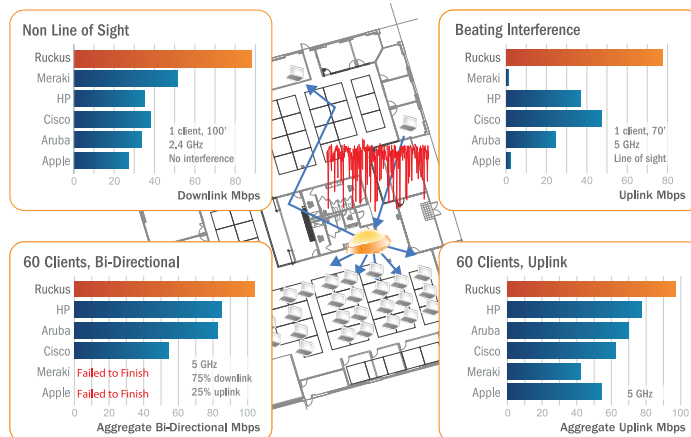 Non Line of Sight
Ruckus
Meraki
HP
Cisco
Aruba
Apple
1 client, 100'
2,4 GHz
No interference
0 20 40 60 80
Downlink Mbps
Beating Interference
Ruckus
Meraki
HP
Cisco
Aruba
Apple
1 client, 70'
5 GHz
Line of sight
0 20 40 60 80
Uplink Mbps
60 Clients, Bi-Directional
Ruckus
HP
Aruba
Cisco
Meraki Failed to Finish
Apple Failed to Finish
5 GHz
75% downlink
25% uplink
0 20 40 60 80 100
Aggregate Bi-Directional Mbps
60 Clients, Uplink
Ruckus
HP
Aruba
Cisco
Meraki
Apple
5 GHz
0 20 40 60 80 100
Aggregate Uplink Mbps